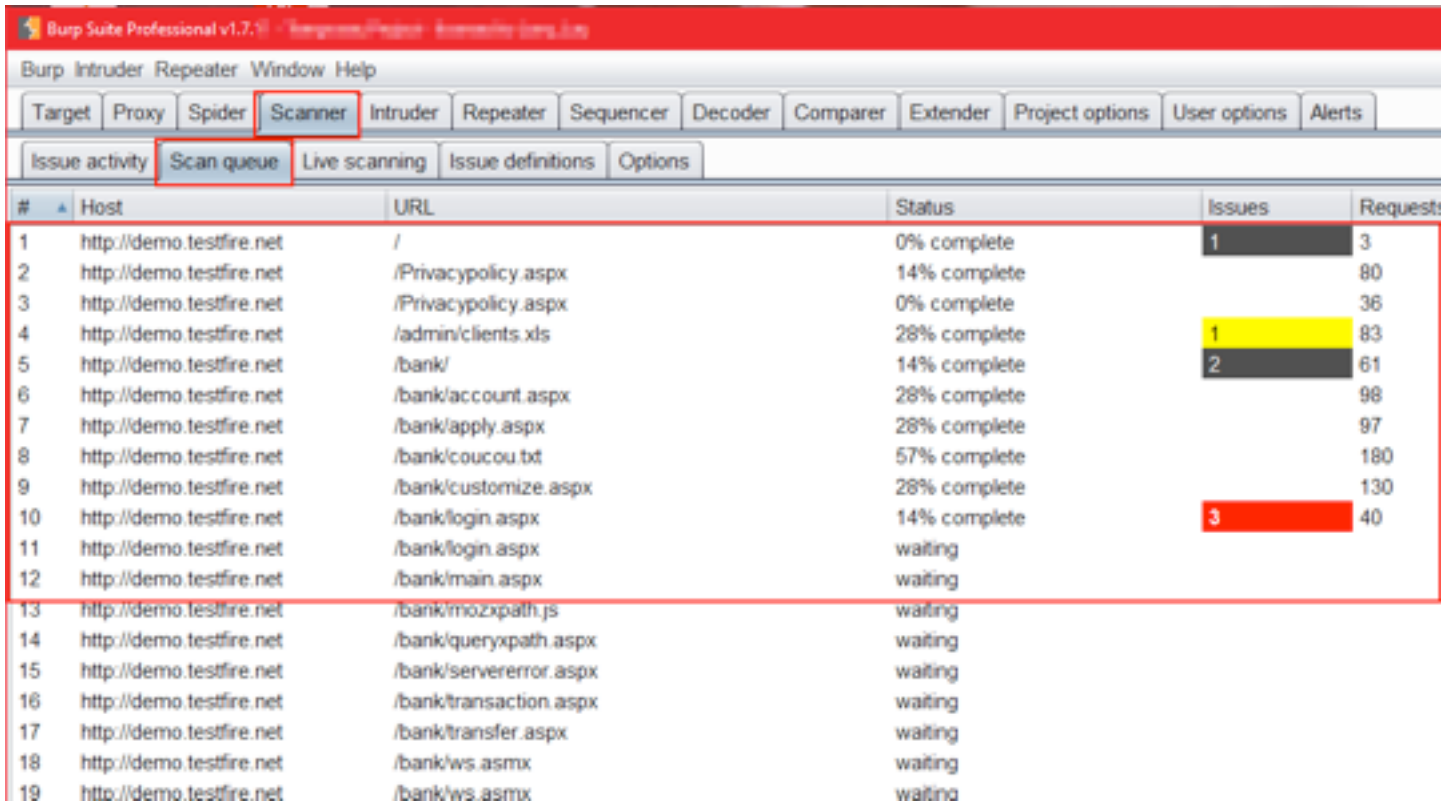 Burp Suite Professional v1.7.1
Burp Intruder Repeater Window Help
Target Proxy Spider Scanner Intruder Repeater Sequencer Decoder Comparer Extender Project options User options Alerts
Issue activity Scan queue Live scanning Issue definitions Options
# Host URL Status Issues Requests
1 http://demo.testfire.net / 0% complete 1 3
2 http://demo.testfire.net /Privacypolicy.aspx 14% complete 80
3 http://demo.testfire.net /Privacypolicy.aspx 0% complete 36
4 http://demo.testfire.net /admin/clients.xls 28% complete 1 83
5 http://demo.testfire.net /bank/ 14% complete 2 61
6 http://demo.testfire.net /bank/account.aspx 28% complete 98
7 http://demo.testfire.net /bank/apply.aspx 28% complete 97
8 http://demo.testfire.net /bank/coucou.txt 57% complete 180
9 http://demo.testfire.net /bank/customize.aspx 28% complete 130
10 http://demo.testfire.net /bank/login.aspx 14% complete 3 40
11 http://demo.testfire.net /bank/login.aspx waiting
12 http://demo.testfire.net /bank/main.aspx waiting
13 http://demo.testfire.net /bank/mozxpath.js waiting
14 http://demo.testfire.net /bank/queryxpath.aspx waiting
15 http://demo.testfire.net /bank/servererror.aspx waiting
16 http://demo.testfire.net /bank/transaction.aspx waiting
17 http://demo.testfire.net /bank/transfer.aspx waiting
18 http://demo.testfire.net /bank/ws.asmx waiting
19 http://demo.testfire.net /bank/ws.asmx waiting